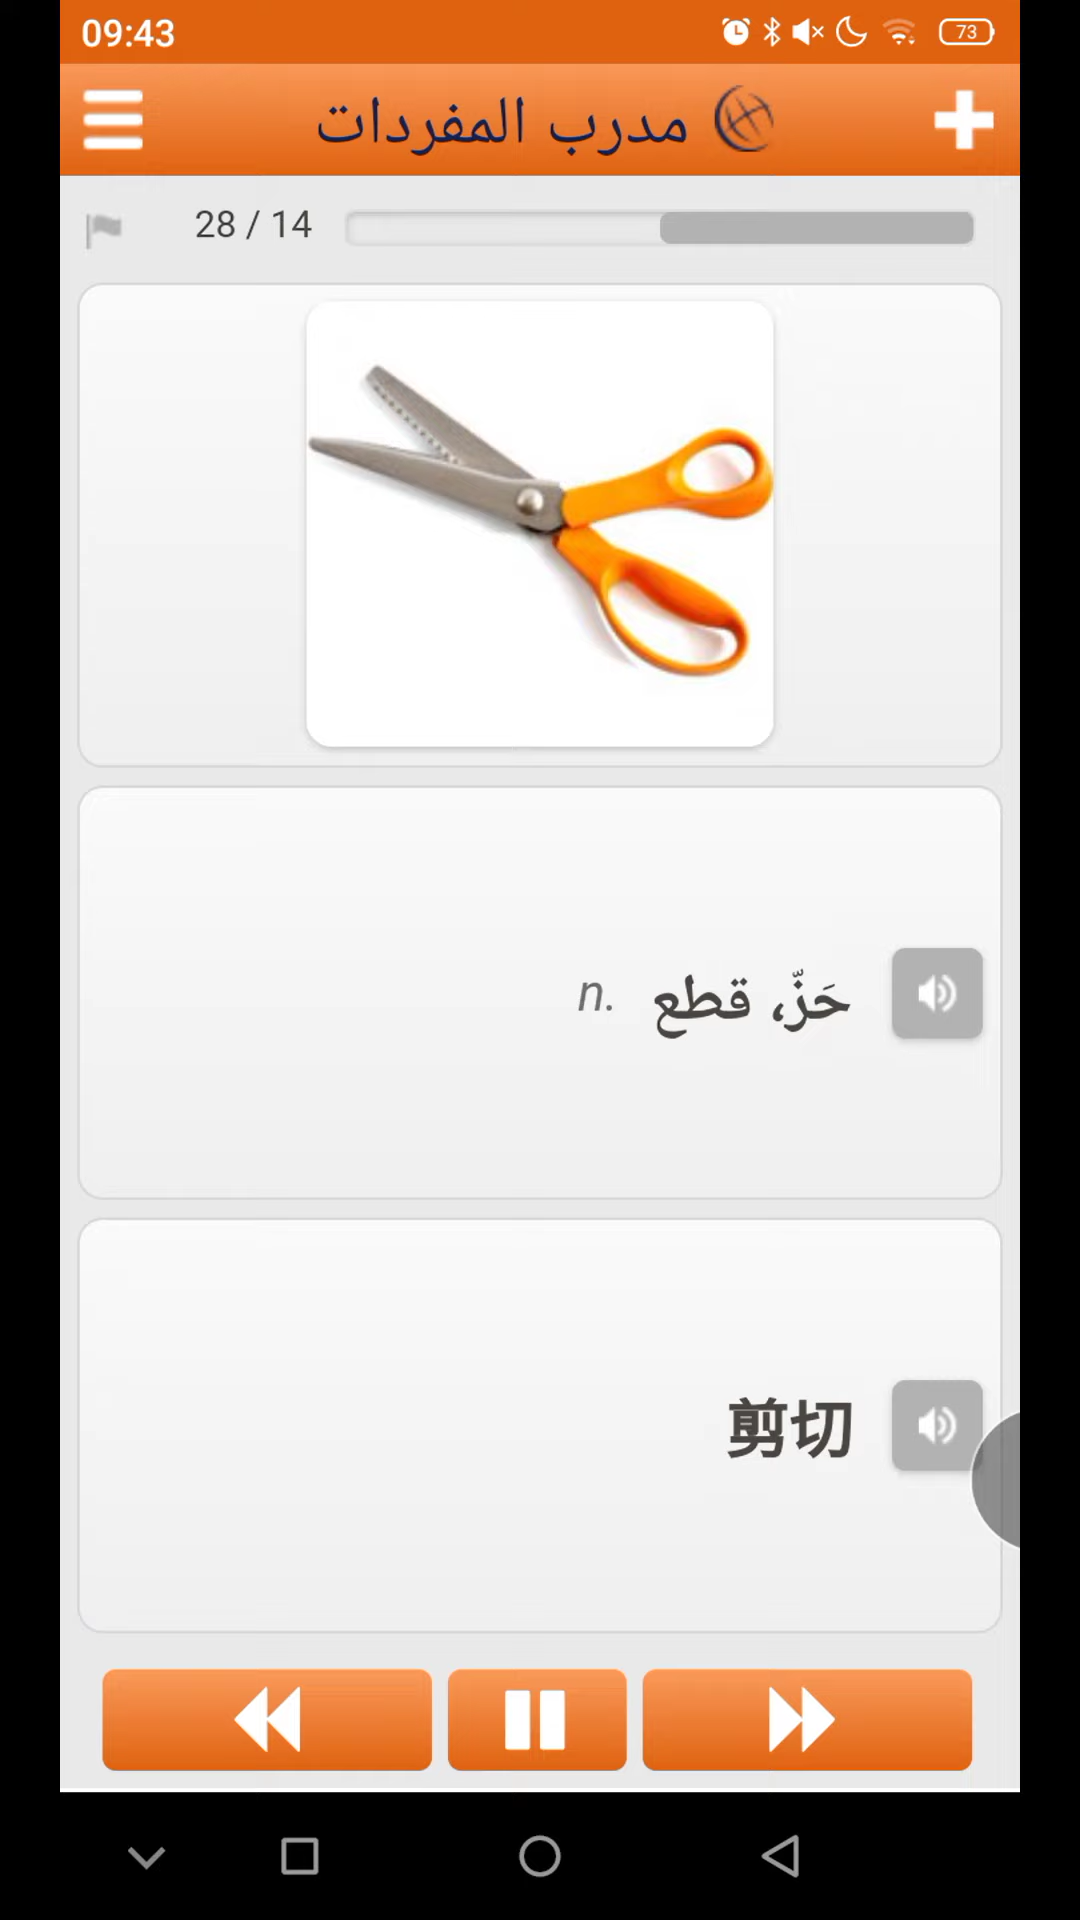 09:43
73
مدرب المفردات
28 / 14
حَزّ، قطع n.
剪切